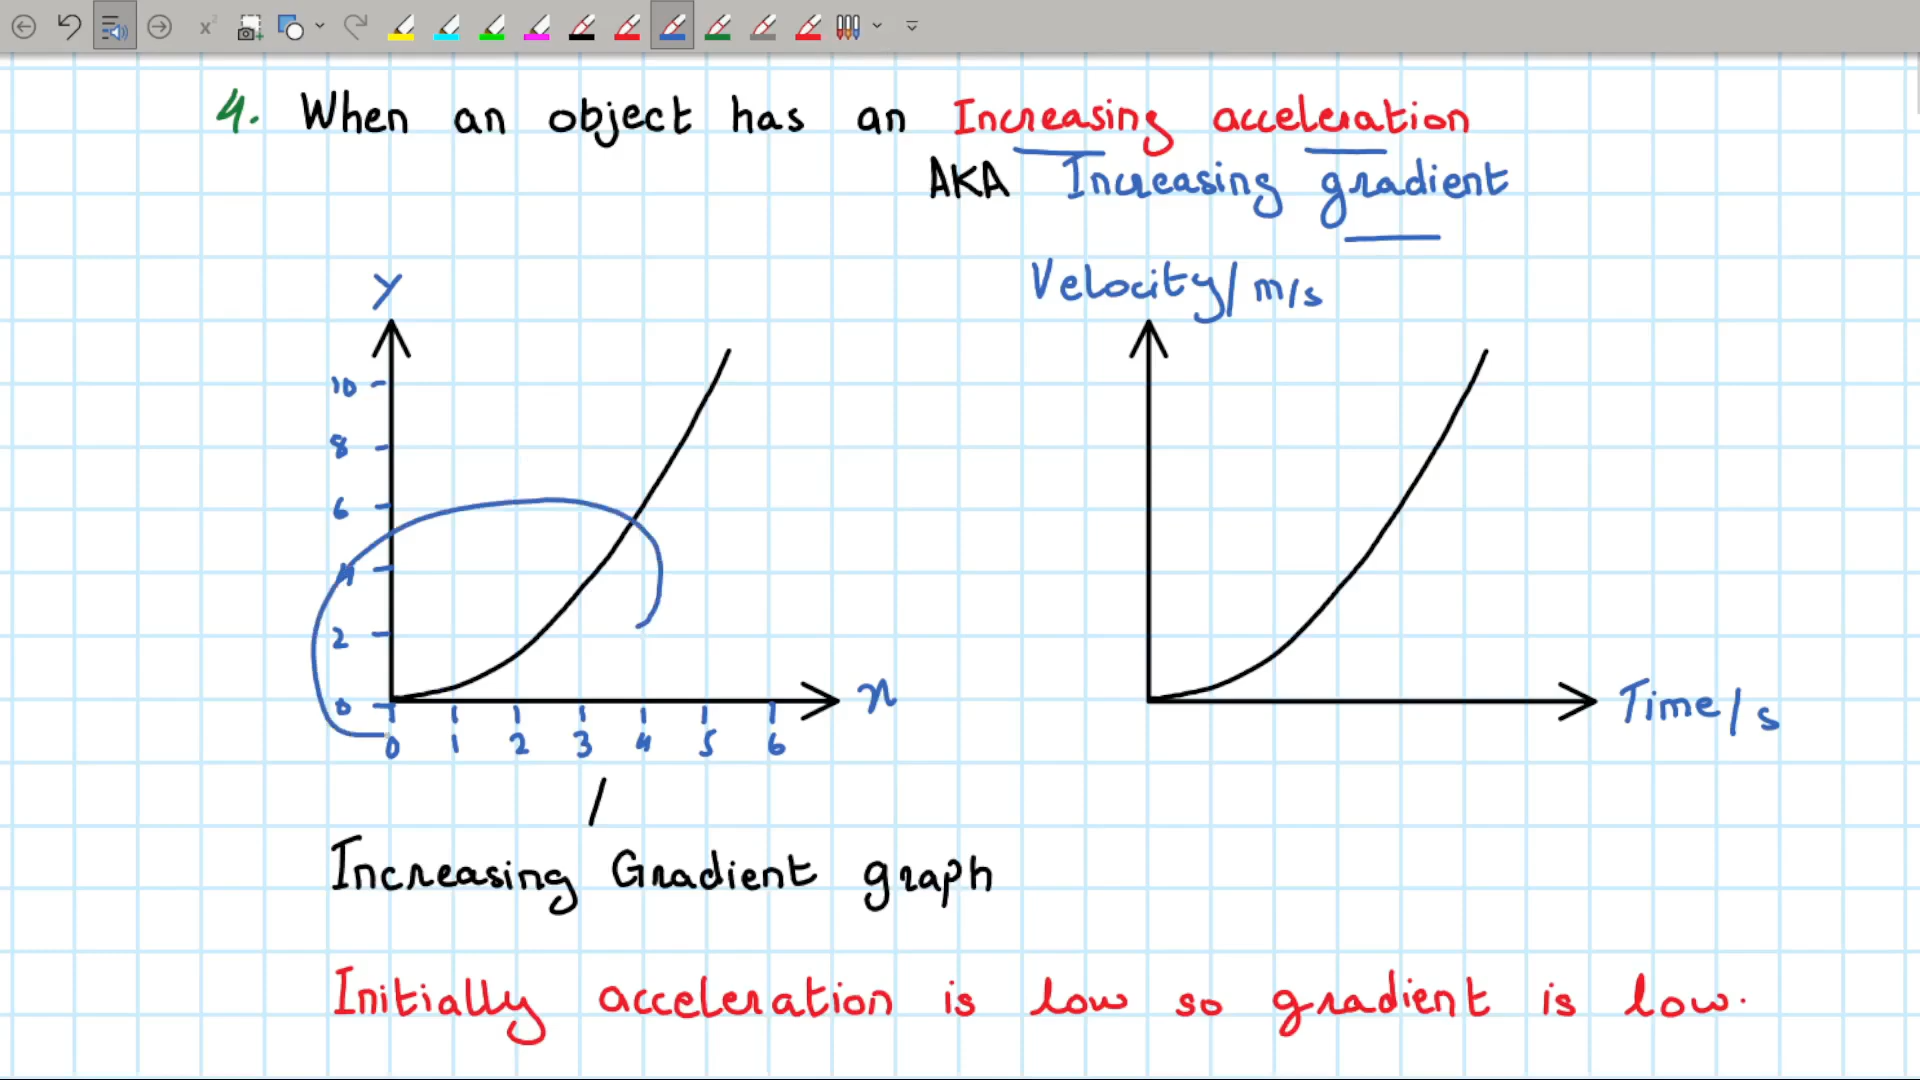 4. When an object has an Increasing acceleration
AKA Increasing gradient
Y
10
8
6
4
2
0
0 1 2 3 4 5 6
x
Velocity/ m/s
Time/ s
Increasing Gradient graph
Initially acceleration is low so gradient is low.